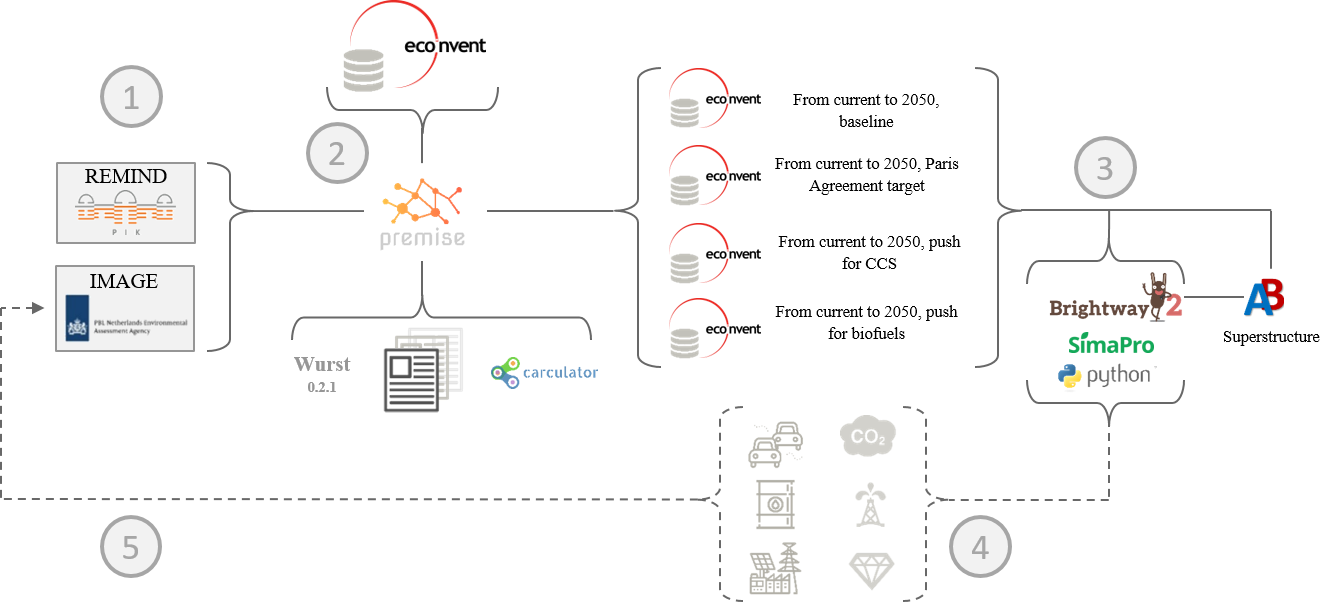 ecoinvent
1
2
REMIND
P I K
IMAGE
PBL Netherlands Environmental
Assessment Agency
premise
Wurst
0.2.1
carculator
ecoinvent
From current to 2050,
baseline
ecoinvent
From current to 2050, Paris
Agreement target
ecoinvent
From current to 2050, push
for CCS
ecoinvent
From current to 2050, push
for biofuels
3
Brightway2
SimaPro
python
AB
Superstructure
CO2
4
5